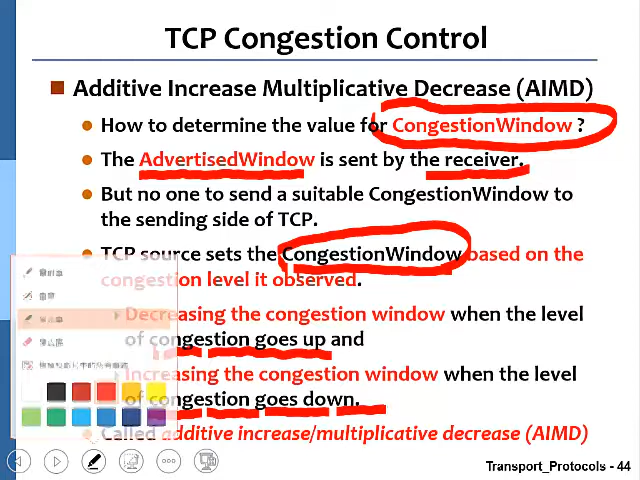 TCP Congestion Control
Additive Increase Multiplicative Decrease (AIMD)
How to determine the value for CongestionWindow ?
The AdvertisedWindow is sent by the receiver.
But no one to send a suitable CongestionWindow to
the sending side of TCP.
TCP source sets the CongestionWindow based on the
congestion level it observed.
Decreasing the congestion window when the level
of congestion goes up and
Increasing the congestion window when the level
of congestion goes down.
Called additive increase/multiplicative decrease (AIMD)
Transport_Protocols - 44